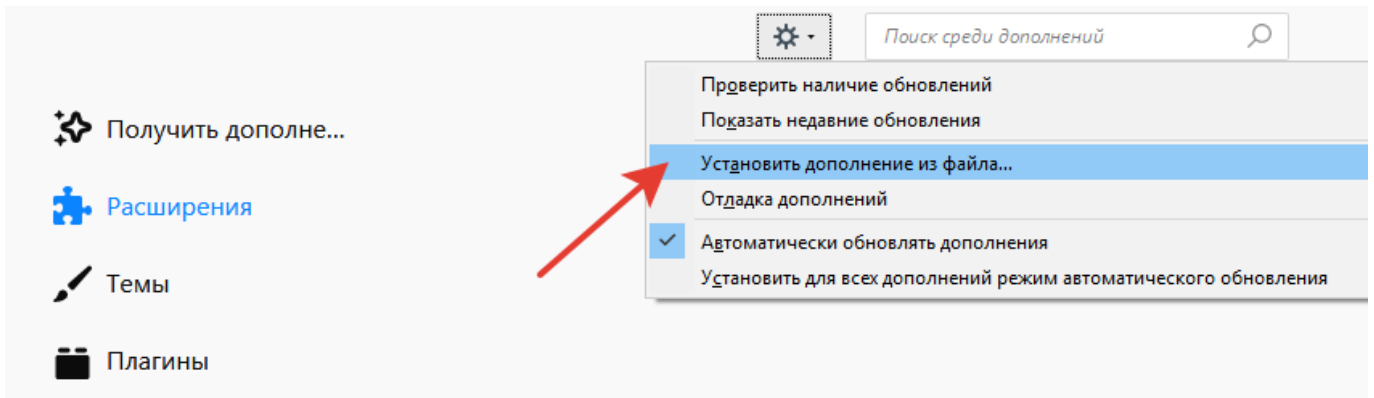 Поиск среди дополнений
Проверить наличие обновлений
Показать недавние обновления
Установить дополнение из файла...
Отладка дополнений
Автоматически обновлять дополнения
Установить для всех дополнений режим автоматического обновления
Получить дополне...
Расширения
Темы
Плагины